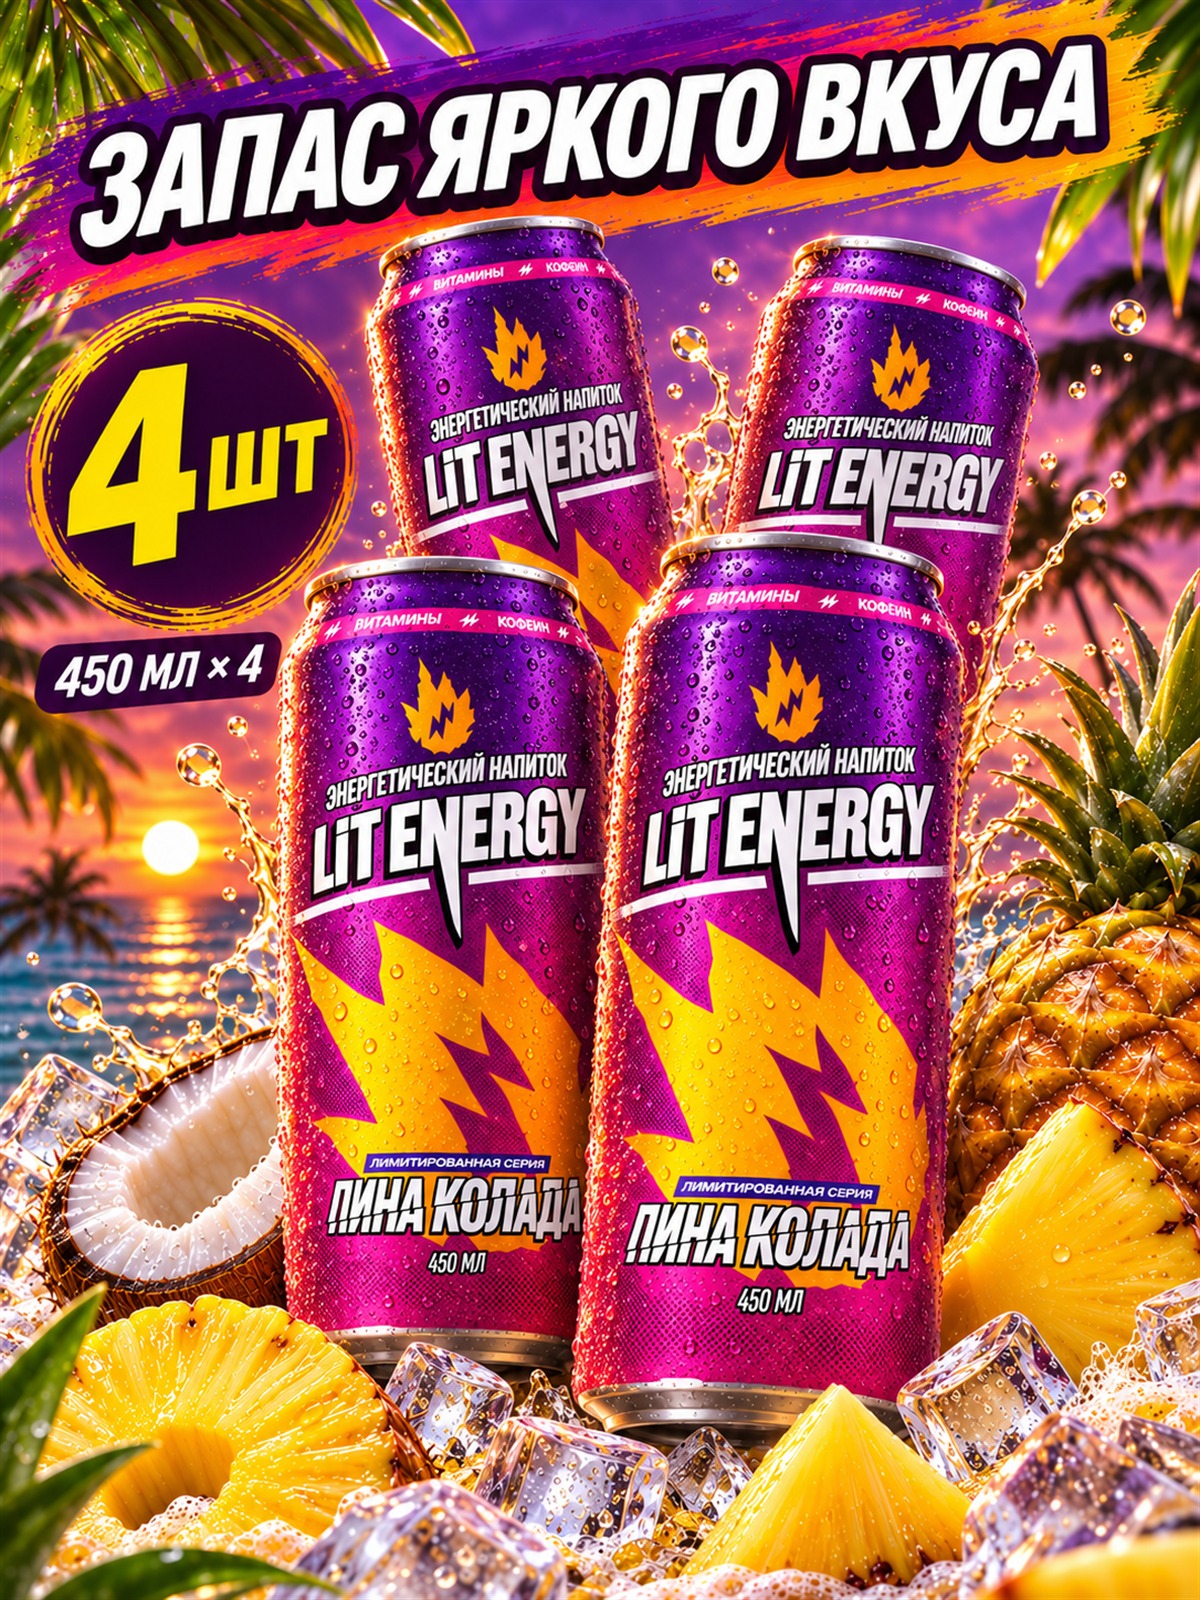 ЗАПАС ЯРКОГО ВКУСА
4 ШТ
450 МЛ × 4
ВИТАМИНЫ КОФЕИН
ЭНЕРГЕТИЧЕСКИЙ НАПИТОК
LIT ENERGY
ВИТАМИНЫ КОФЕИН
ЭНЕРГЕТИЧЕСКИЙ НАПИТОК
LIT ENERGY
ВИТАМИНЫ КОФЕИН
ЭНЕРГЕТИЧЕСКИЙ НАПИТОК
LIT ENERGY
ЛИМИТИРОВАННАЯ СЕРИЯ
ПИНА КОЛАДА
450 МЛ
ВИТАМИНЫ КОФЕИН
ЭНЕРГЕТИЧЕСКИЙ НАПИТОК
LIT ENERGY
ЛИМИТИРОВАННАЯ СЕРИЯ
ПИНА КОЛАДА
450 МЛ